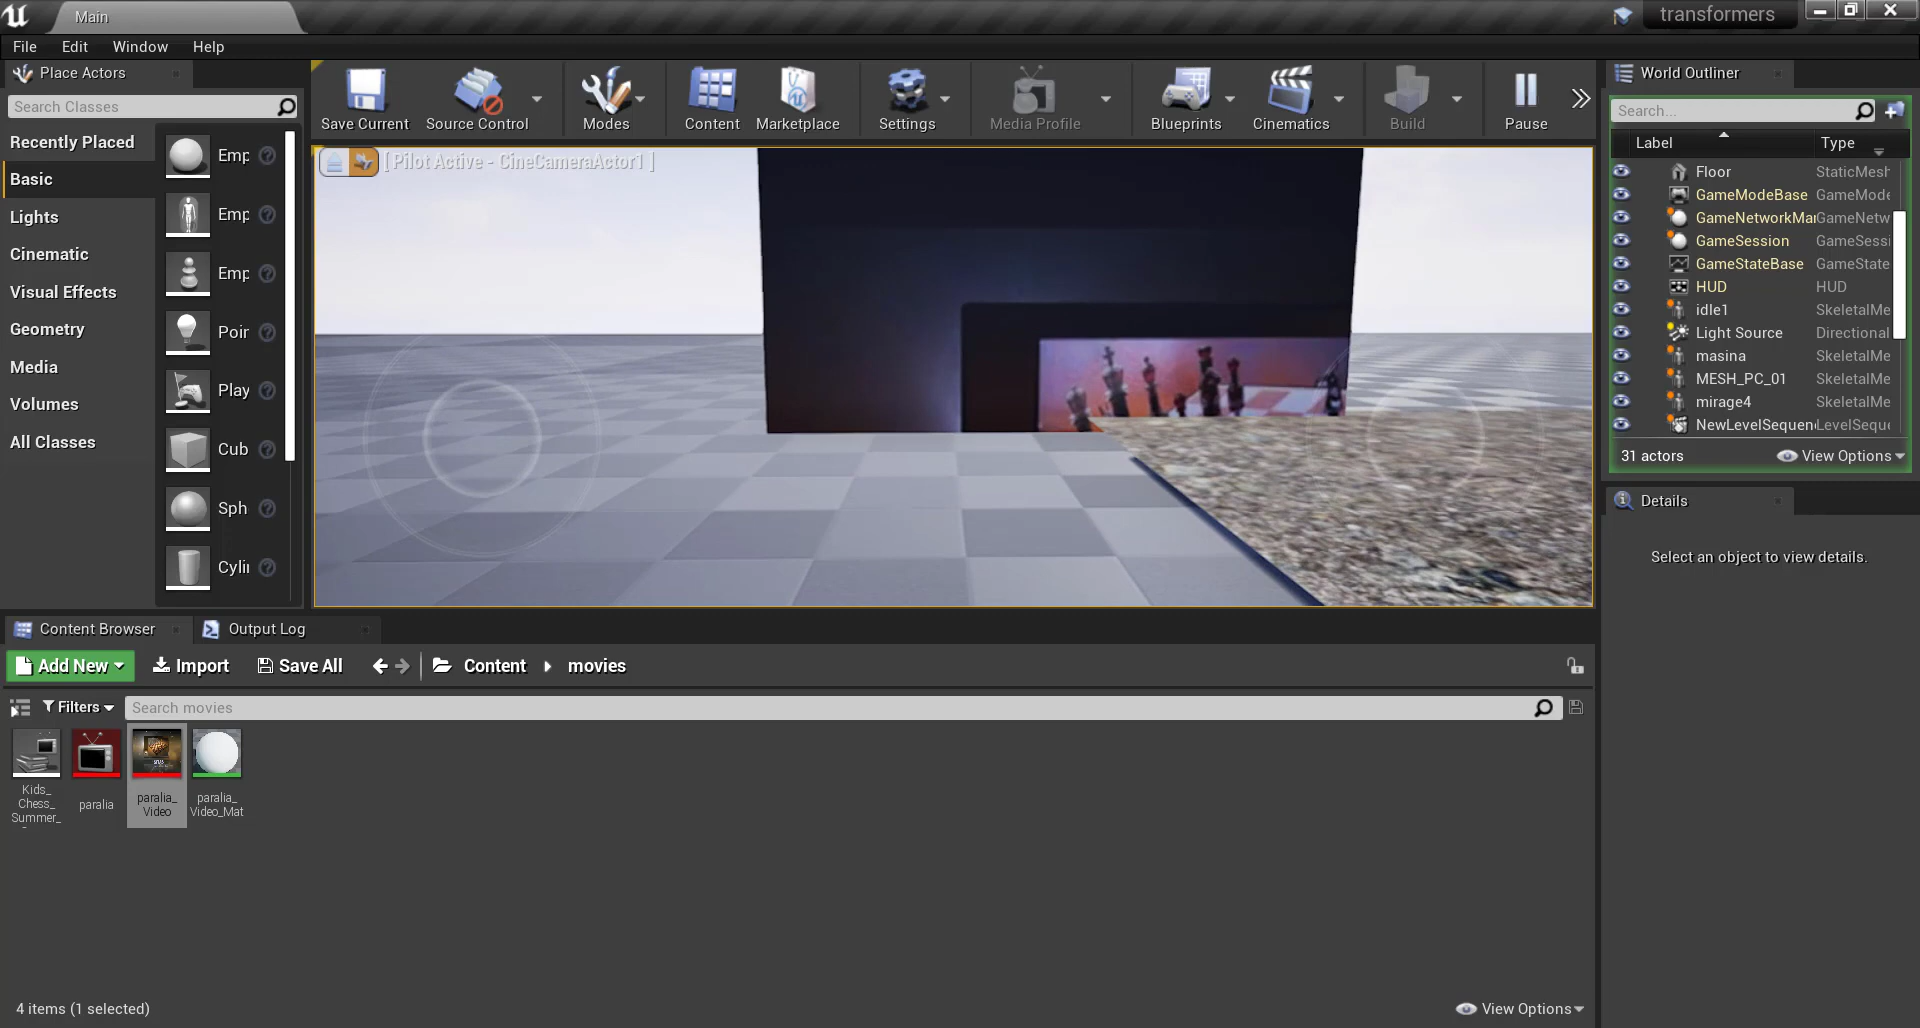 Main
transformers
File Edit Window Help
Place Actors
Search Classes
Recently Placed
Basic
Lights
Cinematic
Visual Effects
Geometry
Media
Volumes
All Classes
Emp
Emp
Emp
Poin
Play
Cub
Sph
Cylin
Save Current
Source Control
Modes
Content
Marketplace
Settings
Media Profile
Blueprints
Cinematics
Build
Pause
[ Pilot Active - CineCameraActor1 ]
World Outliner
Search...
Label Type
Floor StaticMesh
GameModeBase GameMode
GameNetworkMan GameNetw
GameSession GameSessi
GameStateBase GameState
HUD HUD
idle1 SkeletalMe
Light Source Directional
masina SkeletalMe
MESH_PC_01 SkeletalMe
mirage4 SkeletalMe
NewLevelSequen LevelSeque
31 actors View Options
Details
Select an object to view details.
Content Browser Output Log
Add New Import Save All Content movies
Filters Search movies
Kids_
Chess_
Summer_
paralia
paralia_
Video
paralia_
Video_Mat
4 items (1 selected) View Options